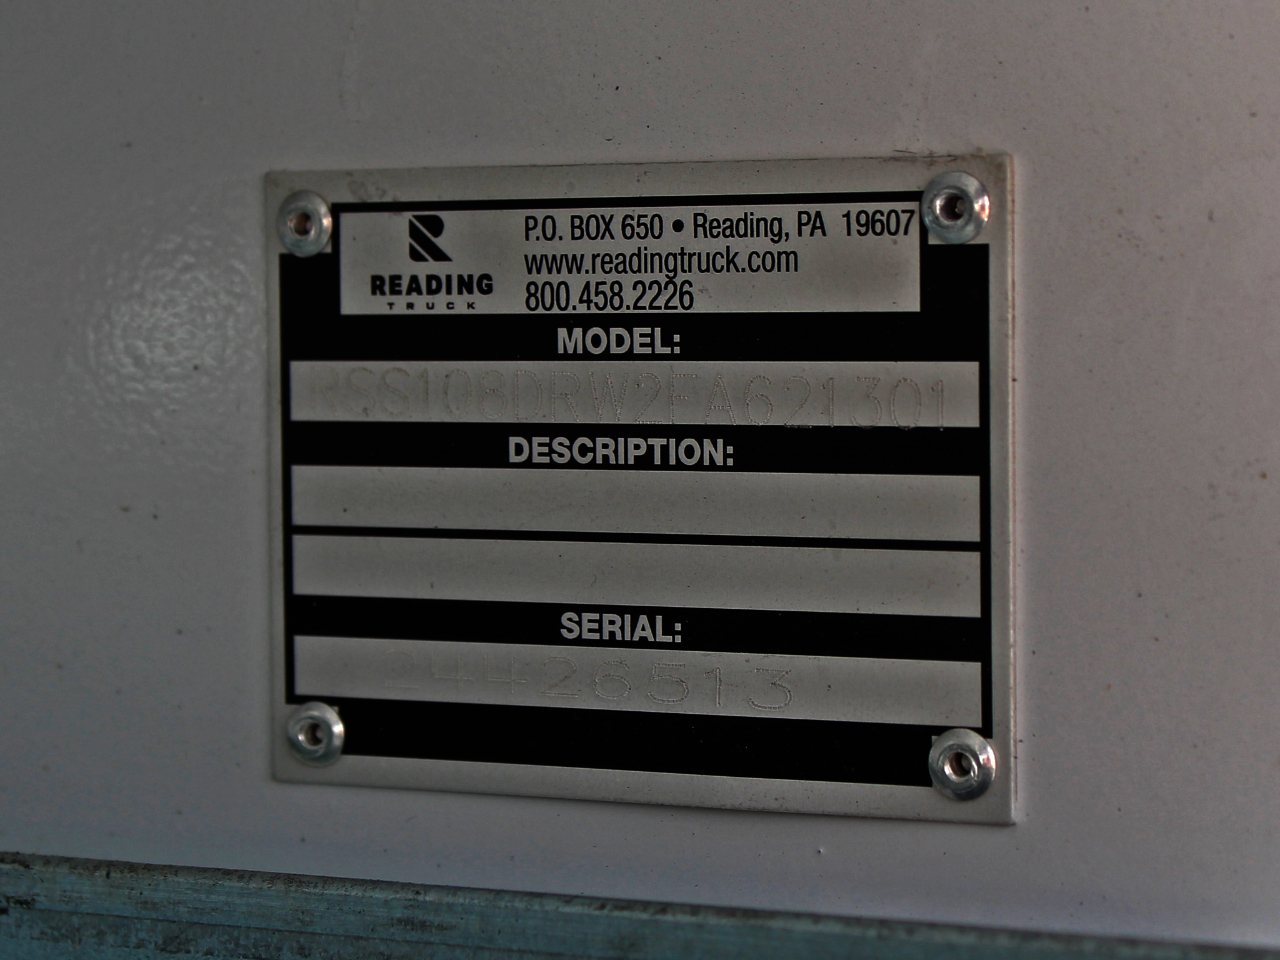 READING
TRUCK
P.O. BOX 650 • Reading, PA 19607
www.readingtruck.com
800.458.2226
MODEL:
RSS108DRW2FA621301
DESCRIPTION:
SERIAL:
24426513